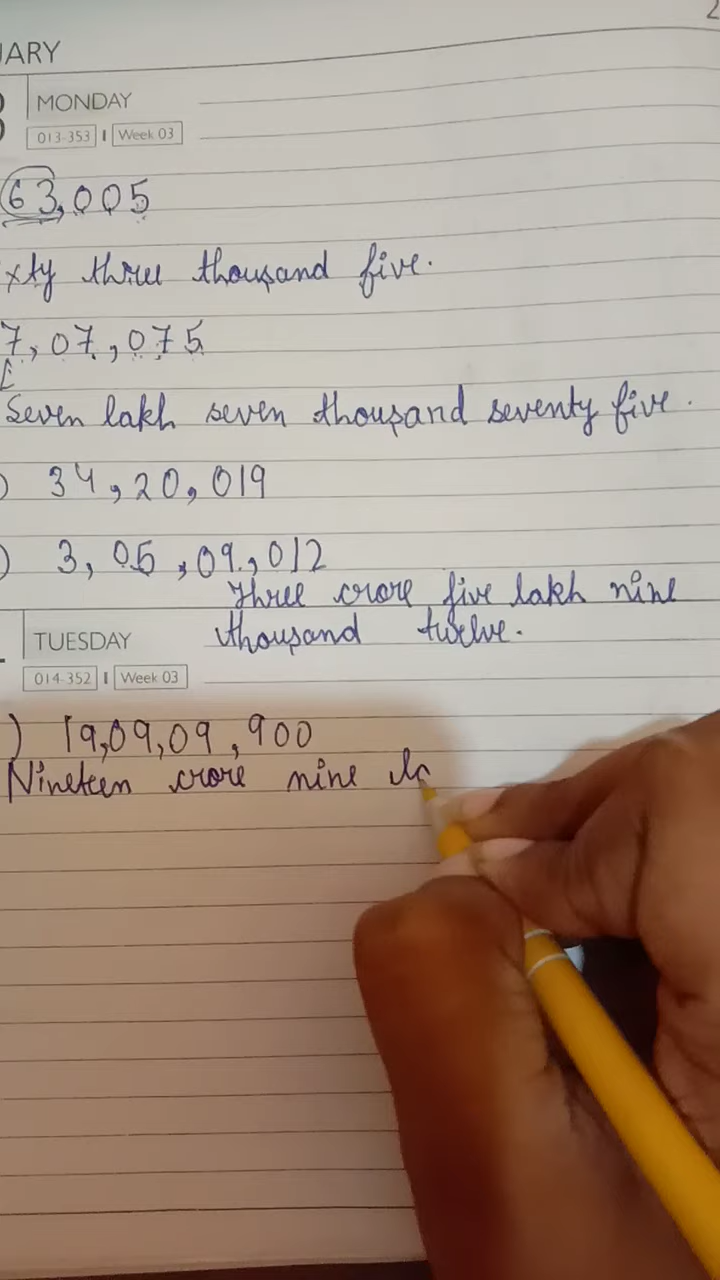 UARY
MONDAY
013-353 Week 03
63,005
xty three thousand five.
7,07,075
Seven lakh seven thousand seventy five.
) 34,20,019
) 3,05,09,012
Three crore five lakh nine
thousand twelve.
TUESDAY
014-352 Week 03
) 19,09,09,900
Nineteen crore nine la